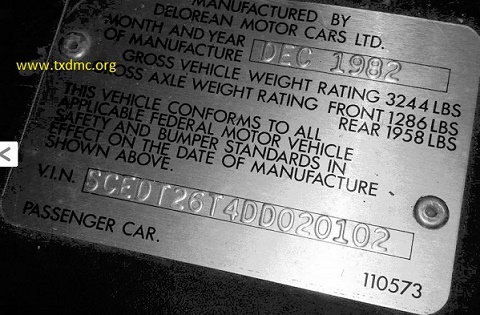 MANUFACTURED BY
DELOREAN MOTOR CARS LTD.
MONTH AND YEAR
OF MANUFACTURE DEC 1982
GROSS VEHICLE WEIGHT RATING 3244 LBS
GROSS AXLE WEIGHT RATING FRONT 1286 LBS
REAR 1958 LBS
THIS VEHICLE CONFORMS TO ALL
APPLICABLE FEDERAL MOTOR VEHICLE
SAFETY AND BUMPER STANDARDS IN
EFFECT ON THE DATE OF MANUFACTURE
SHOWN ABOVE.
V.I.N. SCEDT26T4DD020102
PASSENGER CAR.
110573
www.txdmc.org
<